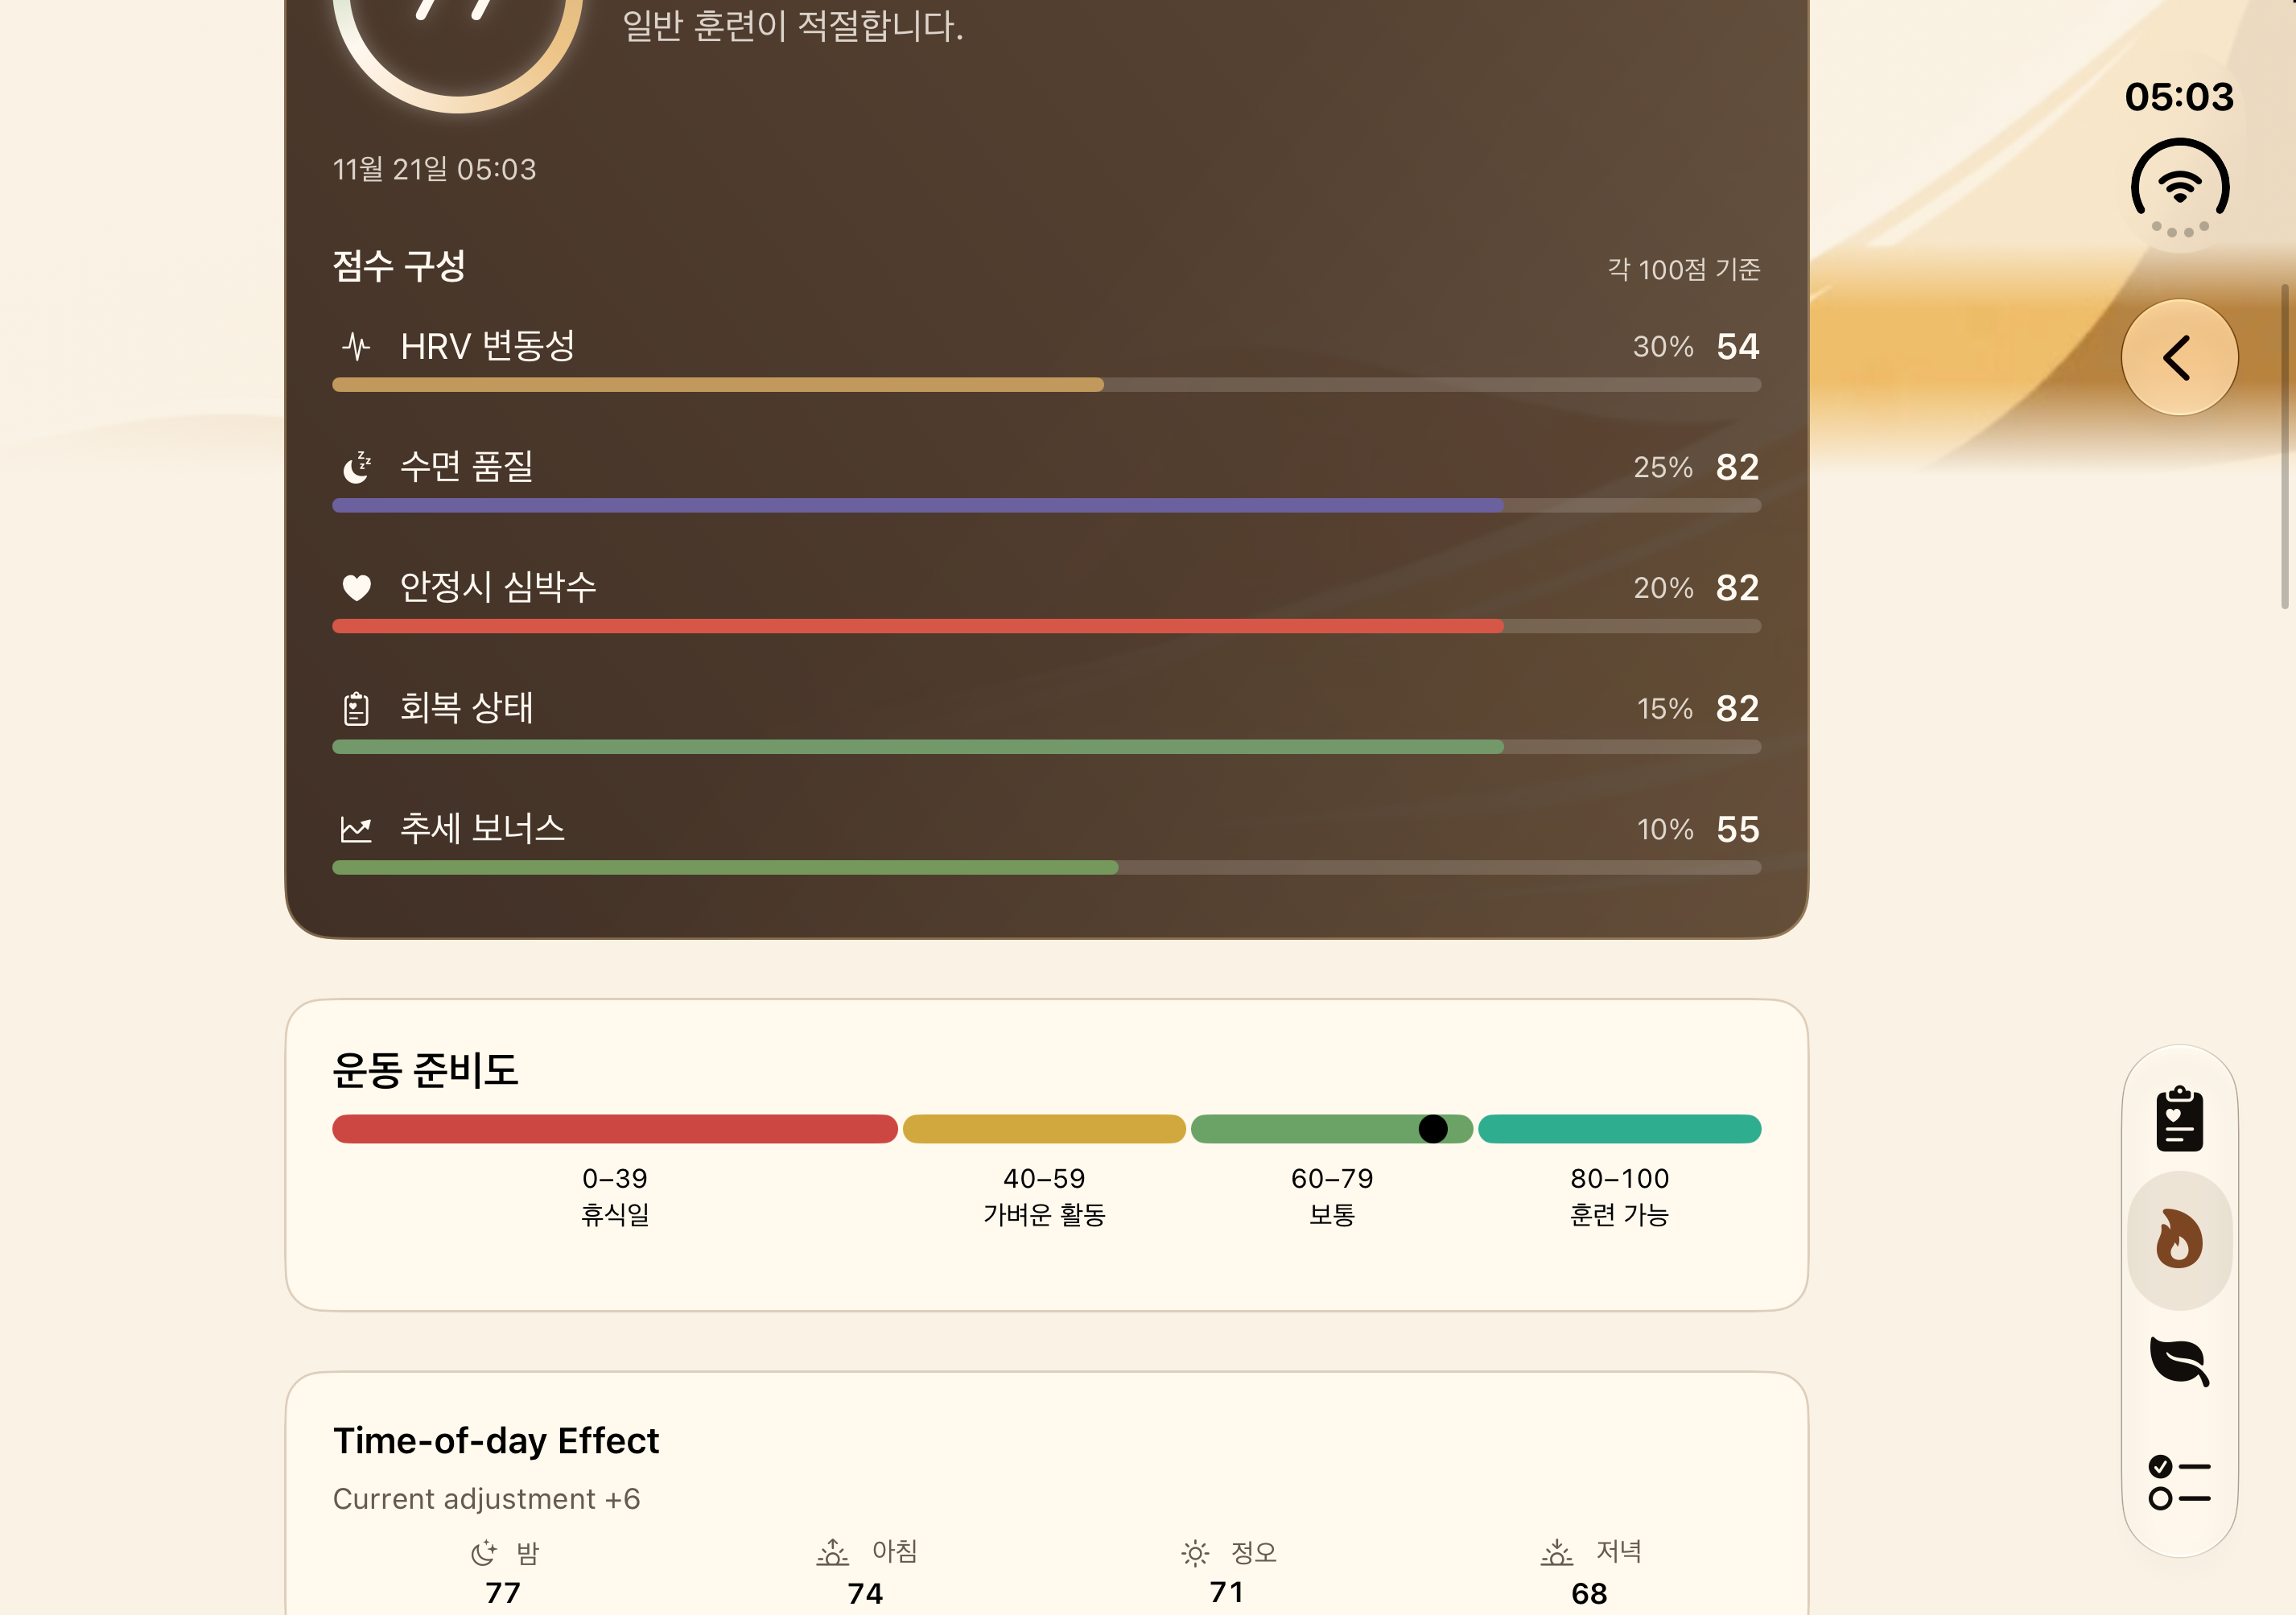 일반 훈련이 적절합니다.
05:03
11월 21일 05:03
점수 구성 각 100점 기준
HRV 변동성 30% 54
수면 품질 25% 82
안정시 심박수 20% 82
회복 상태 15% 82
추세 보너스 10% 55
운동 준비도
0–39 40–59 60–79 80–100
휴식일 가벼운 활동 보통 훈련 가능
Time-of-day Effect
Current adjustment +6
밤 아침 정오 저녁
77 74 71 68